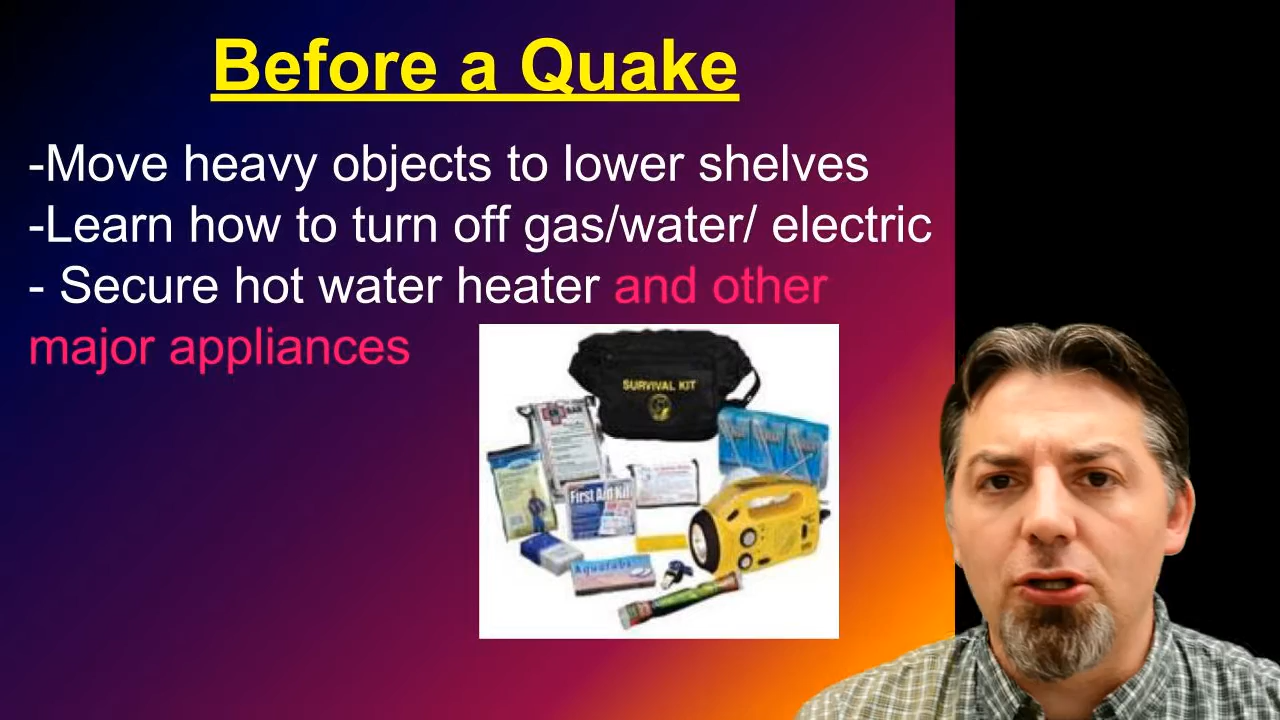 Before a Quake
-Move heavy objects to lower shelves
-Learn how to turn off gas/water/ electric
- Secure hot water heater and other
major appliances
SURVIVAL KIT
First Aid Kit
Aquatabs